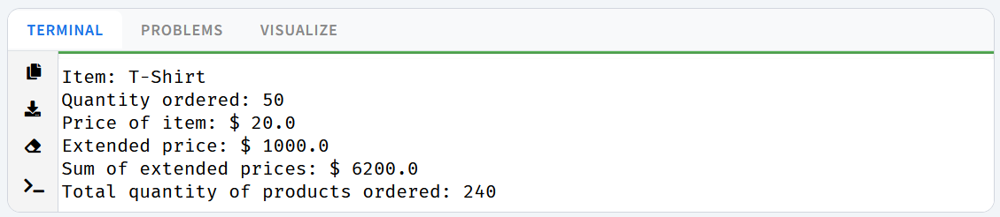 TERMINAL PROBLEMS VISUALIZE
Item: T-Shirt
Quantity ordered: 50
Price of item: $ 20.0
Extended price: $ 1000.0
Sum of extended prices: $ 6200.0
Total quantity of products ordered: 240